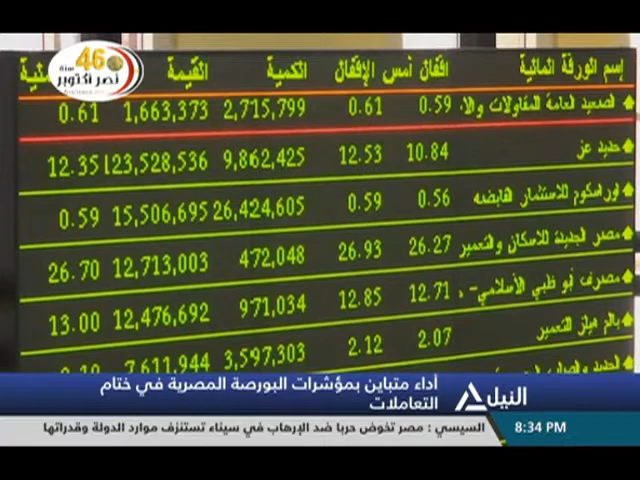 46 سنة
نصر أكتوبر
إسم الورقة المالية اقفال أمس الإقفال الكمية القيمة
الصعيد العامة للمقاولات والا 0.59 0.61 2,715,799 1,663,373 0.61
حديد عز 10.84 12.53 9,862,425 123,528,536 12.35
اوراسكوم للاستثمار القابضه 0.56 0.59 26,424,605 15,506,695 0.59
مصر الجديدة للاسكان والتعمير 26.27 26.93 472,048 12,713,003 26.70
مصرف أبو ظبي الأسلامي- 12.71 12.85 971,034 12,476,692 13.00
بالم هيلز للتعمير 2.07 2.12 3,597,303 7,611,944
أداء متباين بمؤشرات البورصة المصرية في ختام
التعاملات
النيل
السيسي : مصر تخوض حربا ضد الإرهاب في سيناء تستنزف موارد الدولة وقدراتها
8:34 PM